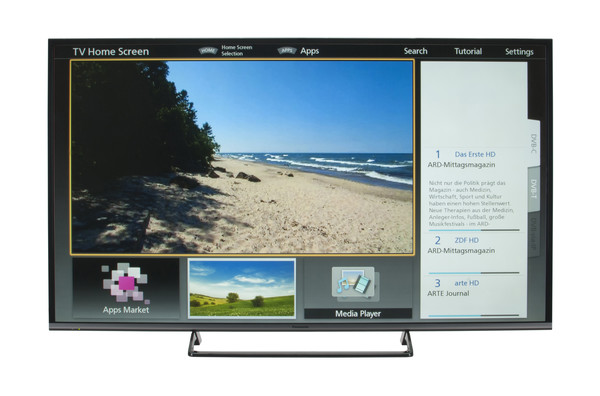 TV Home Screen
HOME
Home Screen
Selection
APPS
Apps
Search
Tutorial
Settings
1 Das Erste HD
ARD-Mittagsmagazin
Nicht nur die Politik prägt das
Magazin - auch Medizin,
Wirtschaft, Sport und Kultur
haben einen hohen Stellenwert.
Neue Therapien aus der Medizin,
Anleger-Infos, Fußball, große
Musikfestivals - im ARD-
2 ZDF HD
ARD-Mittagsmagazin
3 arte HD
ARTE Journal
DVB-C
DVB-T
Apps Market
Media Player